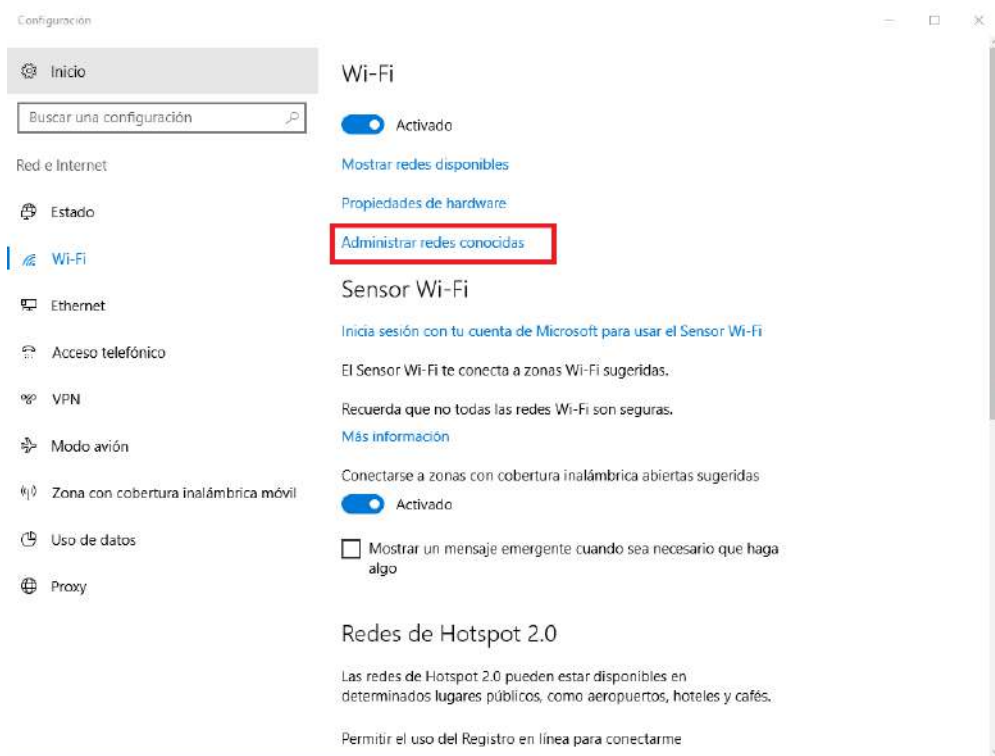 Configuración
Inicio
Buscar una configuración
Red e Internet
Estado
Wi-Fi
Ethernet
Acceso telefónico
VPN
Modo avión
Zona con cobertura inalámbrica móvil
Uso de datos
Proxy
Wi-Fi
Activado
Mostrar redes disponibles
Propiedades de hardware
Administrar redes conocidas
Sensor Wi-Fi
Inicia sesión con tu cuenta de Microsoft para usar el Sensor Wi-Fi
El Sensor Wi-Fi te conecta a zonas Wi-Fi sugeridas.
Recuerda que no todas las redes Wi-Fi son seguras.
Más información
Conectarse a zonas con cobertura inalámbrica abiertas sugeridas
Activado
Mostrar un mensaje emergente cuando sea necesario que haga
algo
Redes de Hotspot 2.0
Las redes de Hotspot 2.0 pueden estar disponibles en
determinados lugares públicos, como aeropuertos, hoteles y cafés.
Permitir el uso del Registro en línea para conectarme